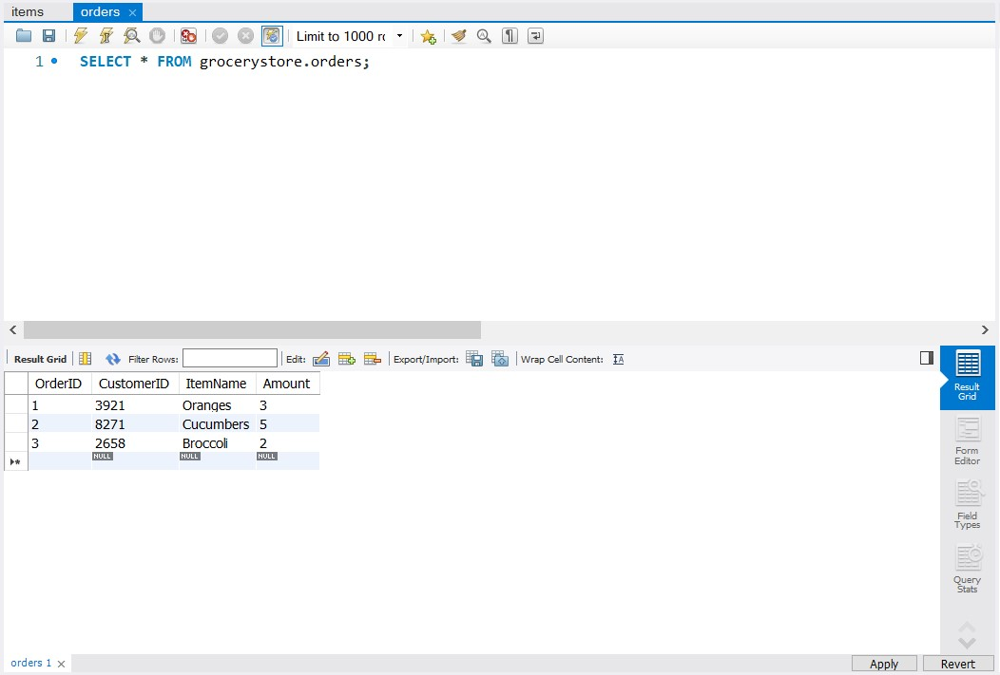 items orders
Limit to 1000 rc
1 SELECT * FROM grocerystore.orders;
Result Grid Filter Rows: Edit: Export/Import: Wrap Cell Content:
OrderID CustomerID ItemName Amount
1 3921 Oranges 3
2 8271 Cucumbers 5
3 2658 Broccoli 2
NULL NULL NULL
Result
Grid
Form
Editor
Field
Types
Query
Stats
orders 1 Apply Revert